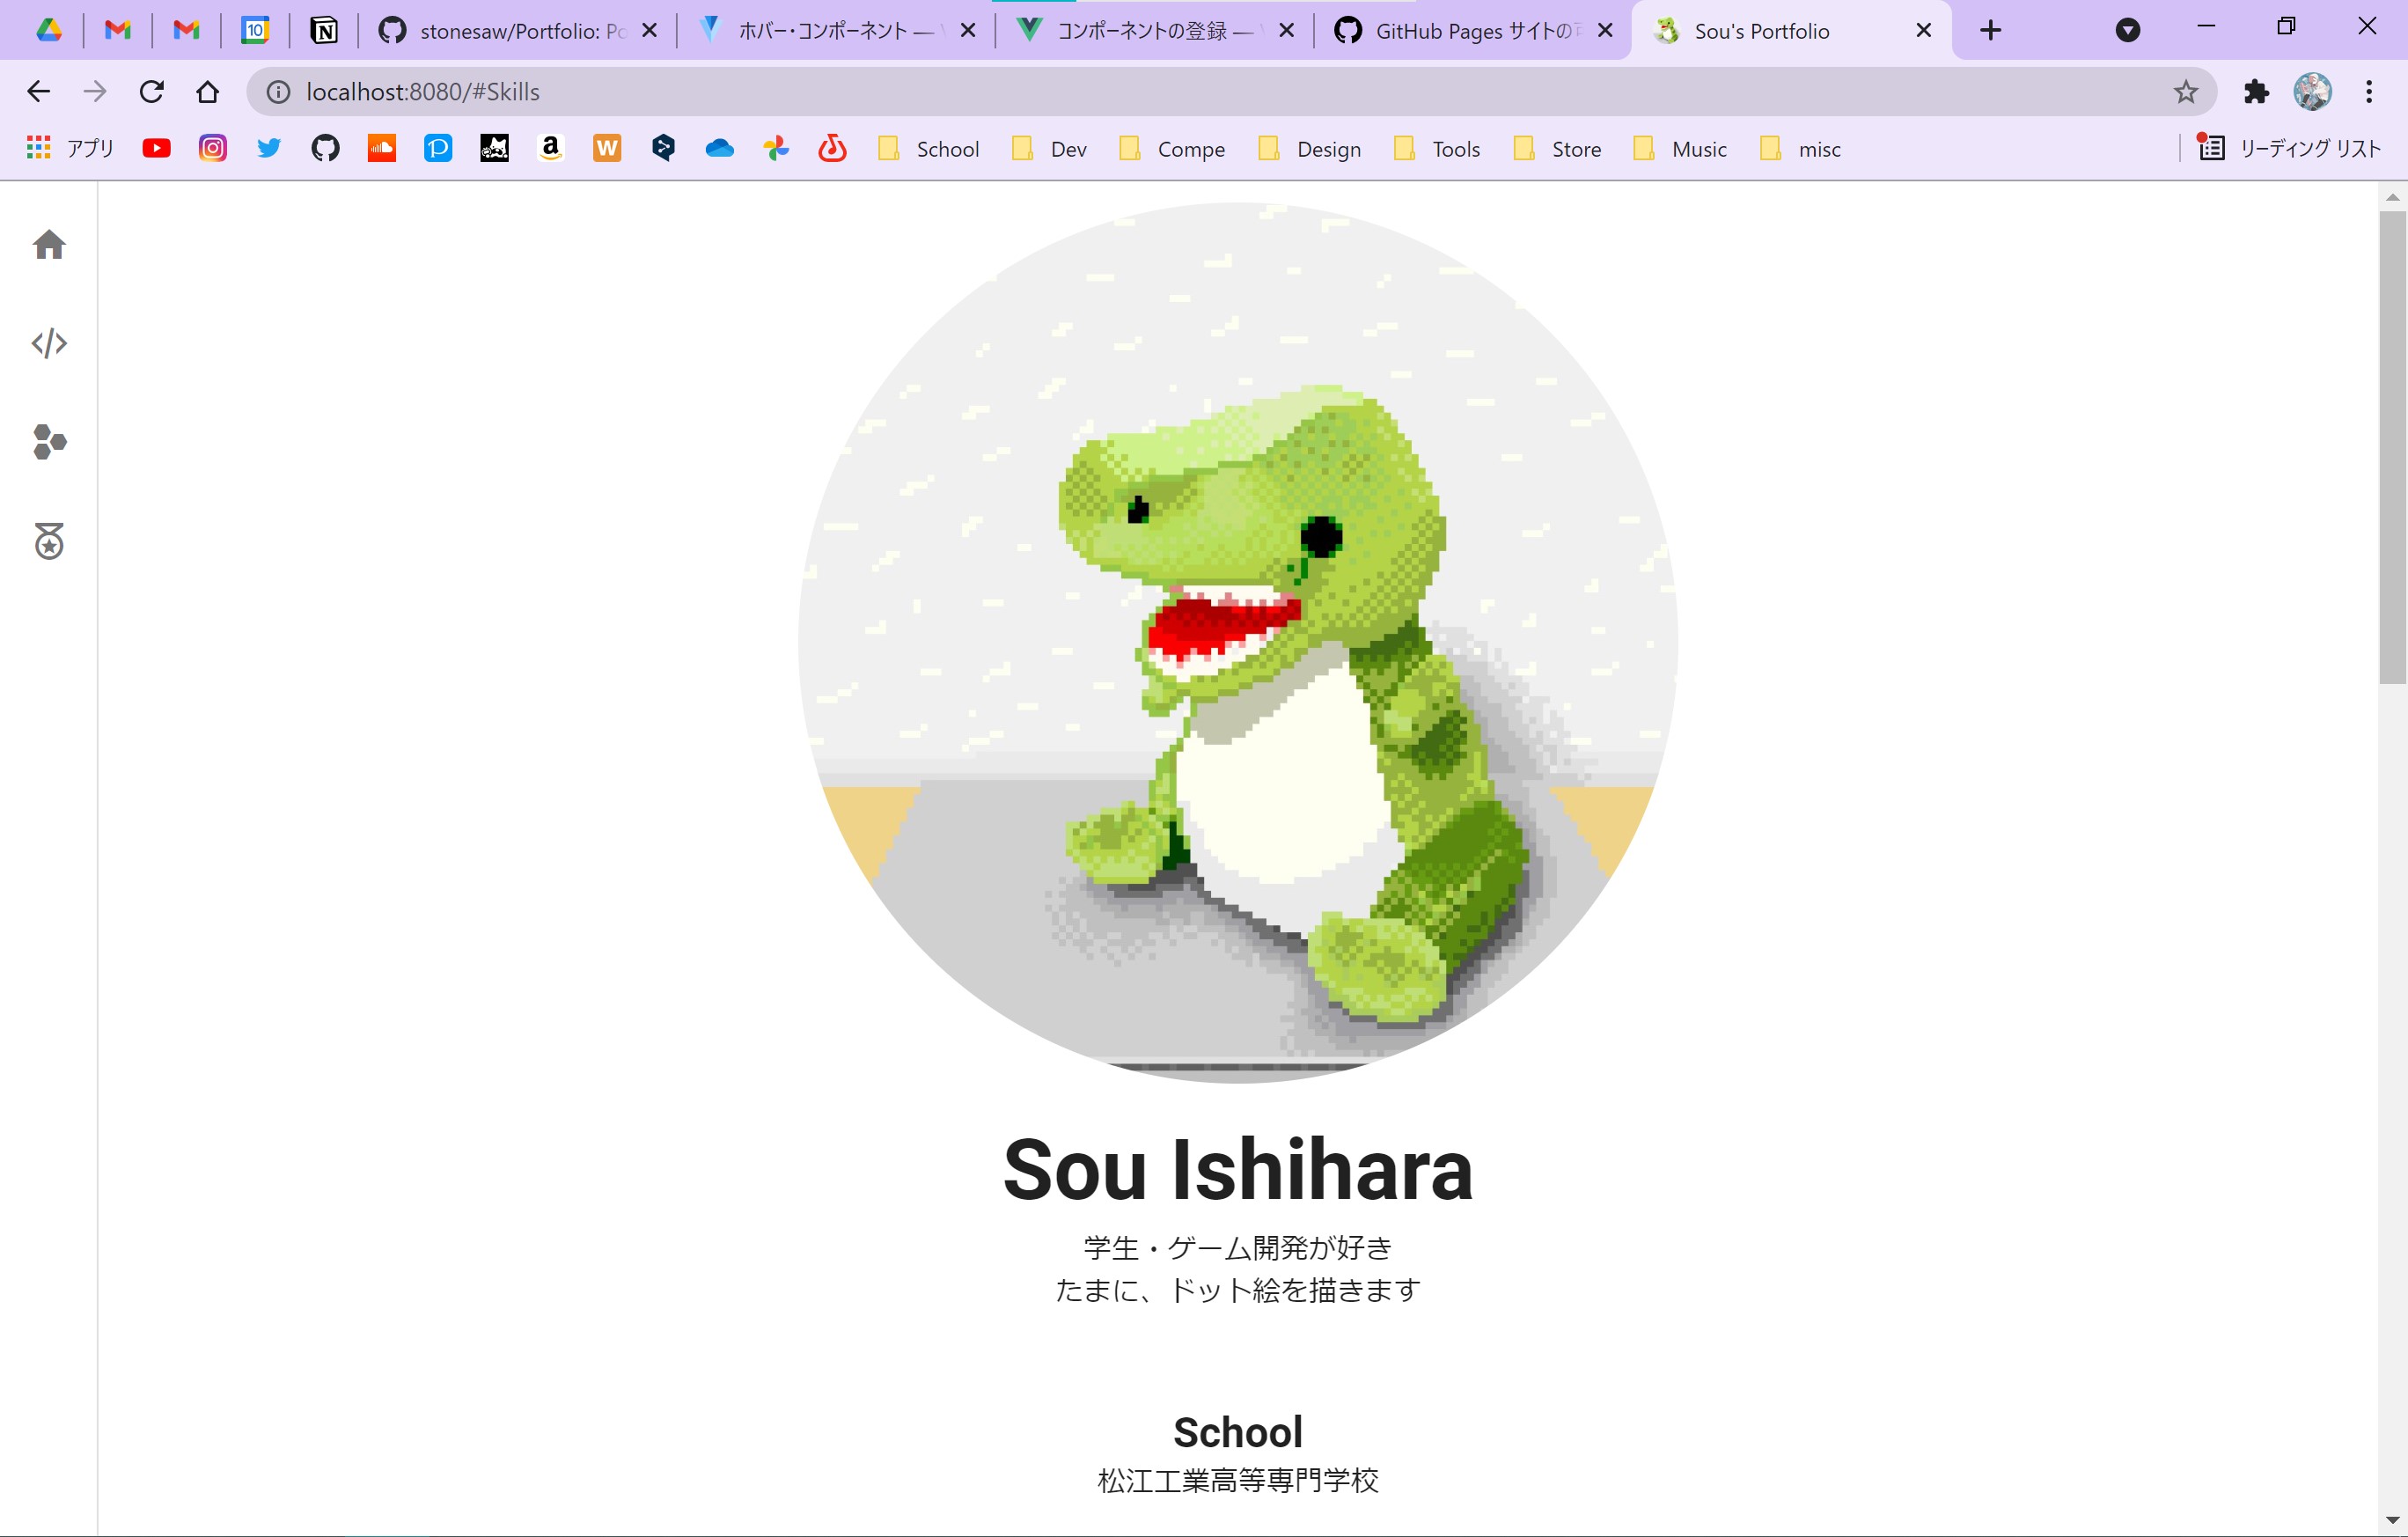 stonesaw/Portfolio: Po
ホバー・コンポーネント —
コンポーネントの登録 —
GitHub Pages サイトの
Sou's Portfolio
localhost:8080/#Skills
アプリ
School
Dev
Compe
Design
Tools
Store
Music
misc
リーディング リスト
Sou Ishihara
学生・ゲーム開発が好き
たまに、ドット絵を描きます
School
松江工業高等専門学校